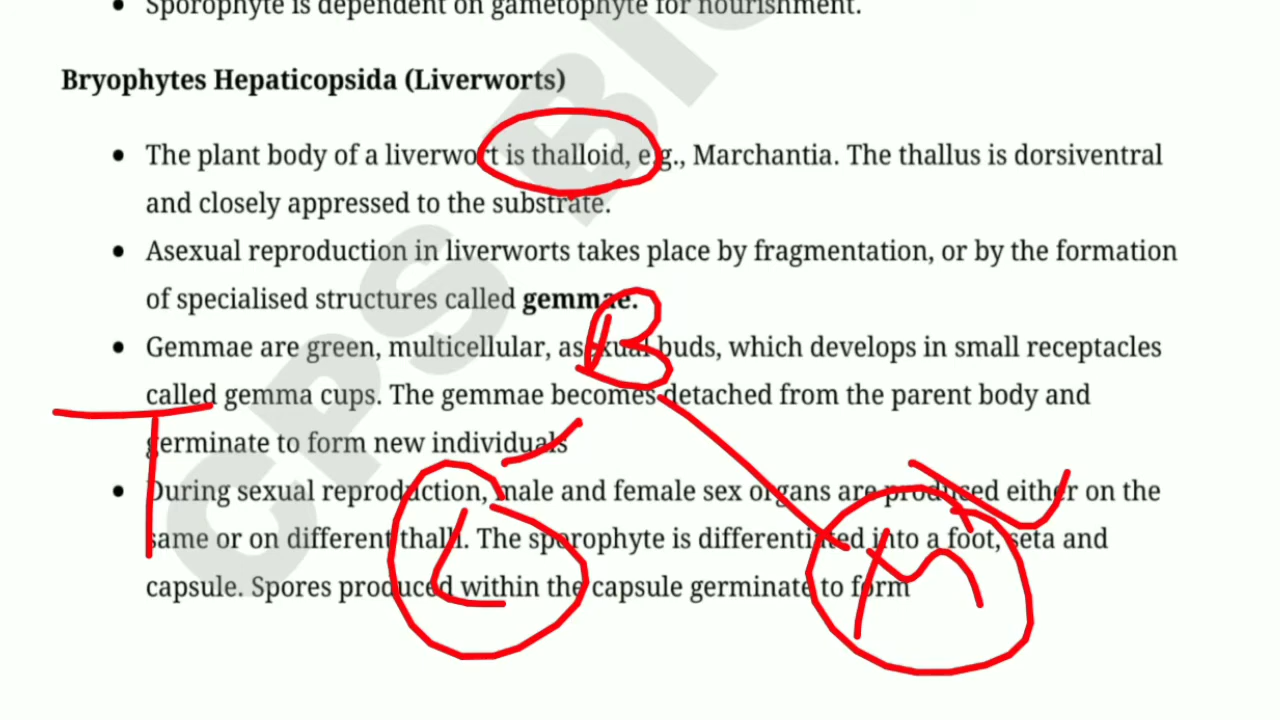 • Sporophyte is dependent on gametophyte for nourishment.
Bryophytes Hepaticopsida (Liverworts)
• The plant body of a liverwort is thalloid, e.g., Marchantia. The thallus is dorsiventral
and closely appressed to the substrate.
• Asexual reproduction in liverworts takes place by fragmentation, or by the formation
of specialised structures called gemmae.
• Gemmae are green, multicellular, asexual buds, which develops in small receptacles
called gemma cups. The gemmae becomes detached from the parent body and
germinate to form new individuals
• During sexual reproduction, male and female sex organs are produced either on the
same or on different thalli. The sporophyte is differentiated into a foot, seta and
capsule. Spores produced within the capsule germinate to form
CPS BIO
B
T
L